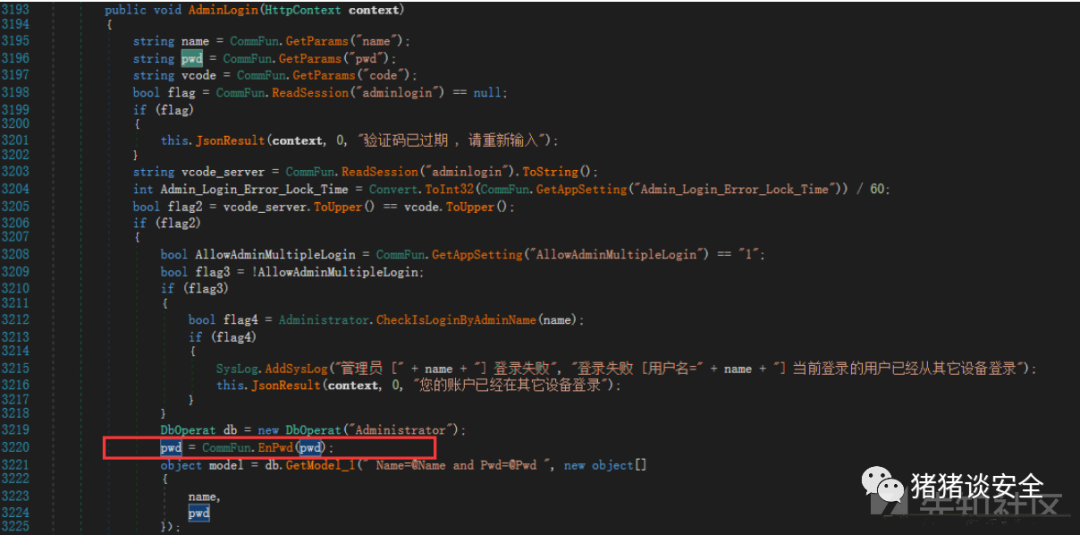 3193 public void AdminLogin(HttpContext context)
3194 {
3195 string name = CommFun.GetParams("name");
3196 string pwd = CommFun.GetParams("pwd");
3197 string vcode = CommFun.GetParams("code");
3198 bool flag = CommFun.ReadSession("adminlogin") == null;
3199 if (flag)
3200 {
3201 this.JsonResult(context, 0, "验证码已过期 , 请重新输入");
3202 }
3203 string vcode_server = CommFun.ReadSession("adminlogin").ToString();
3204 int Admin_Login_Error_Lock_Time = Convert.ToInt32(CommFun.GetAppSetting("Admin_Login_Error_Lock_Time")) / 60;
3205 bool flag2 = vcode_server.ToUpper() == vcode.ToUpper();
3206 if (flag2)
3207 {
3208 bool AllowAdminMultipleLogin = CommFun.GetAppSetting("AllowAdminMultipleLogin") == "1";
3209 bool flag3 = !AllowAdminMultipleLogin;
3210 if (flag3)
3211 {
3212 bool flag4 = Administrator.CheckIsLoginByAdminName(name);
3213 if (flag4)
3214 {
3215 SysLog.AddSysLog("管理员 [" + name + "] 登录失败", "登录失败 [用户名=" + name + "] 当前登录的用户已经从其它设备登录");
3216 this.JsonResult(context, 0, "您的账户已经在其它设备登录");
3217 }
3218 }
3219 DbOperat db = new DbOperat("Administrator");
3220 pwd = CommFun.EnPwd(pwd);
3221 object model = db.GetModel_1(" Name=@Name and Pwd=@Pwd ", new object[]
3222 {
3223 name,
3224 pwd
3225 });
猪猪谈安全
先知社区